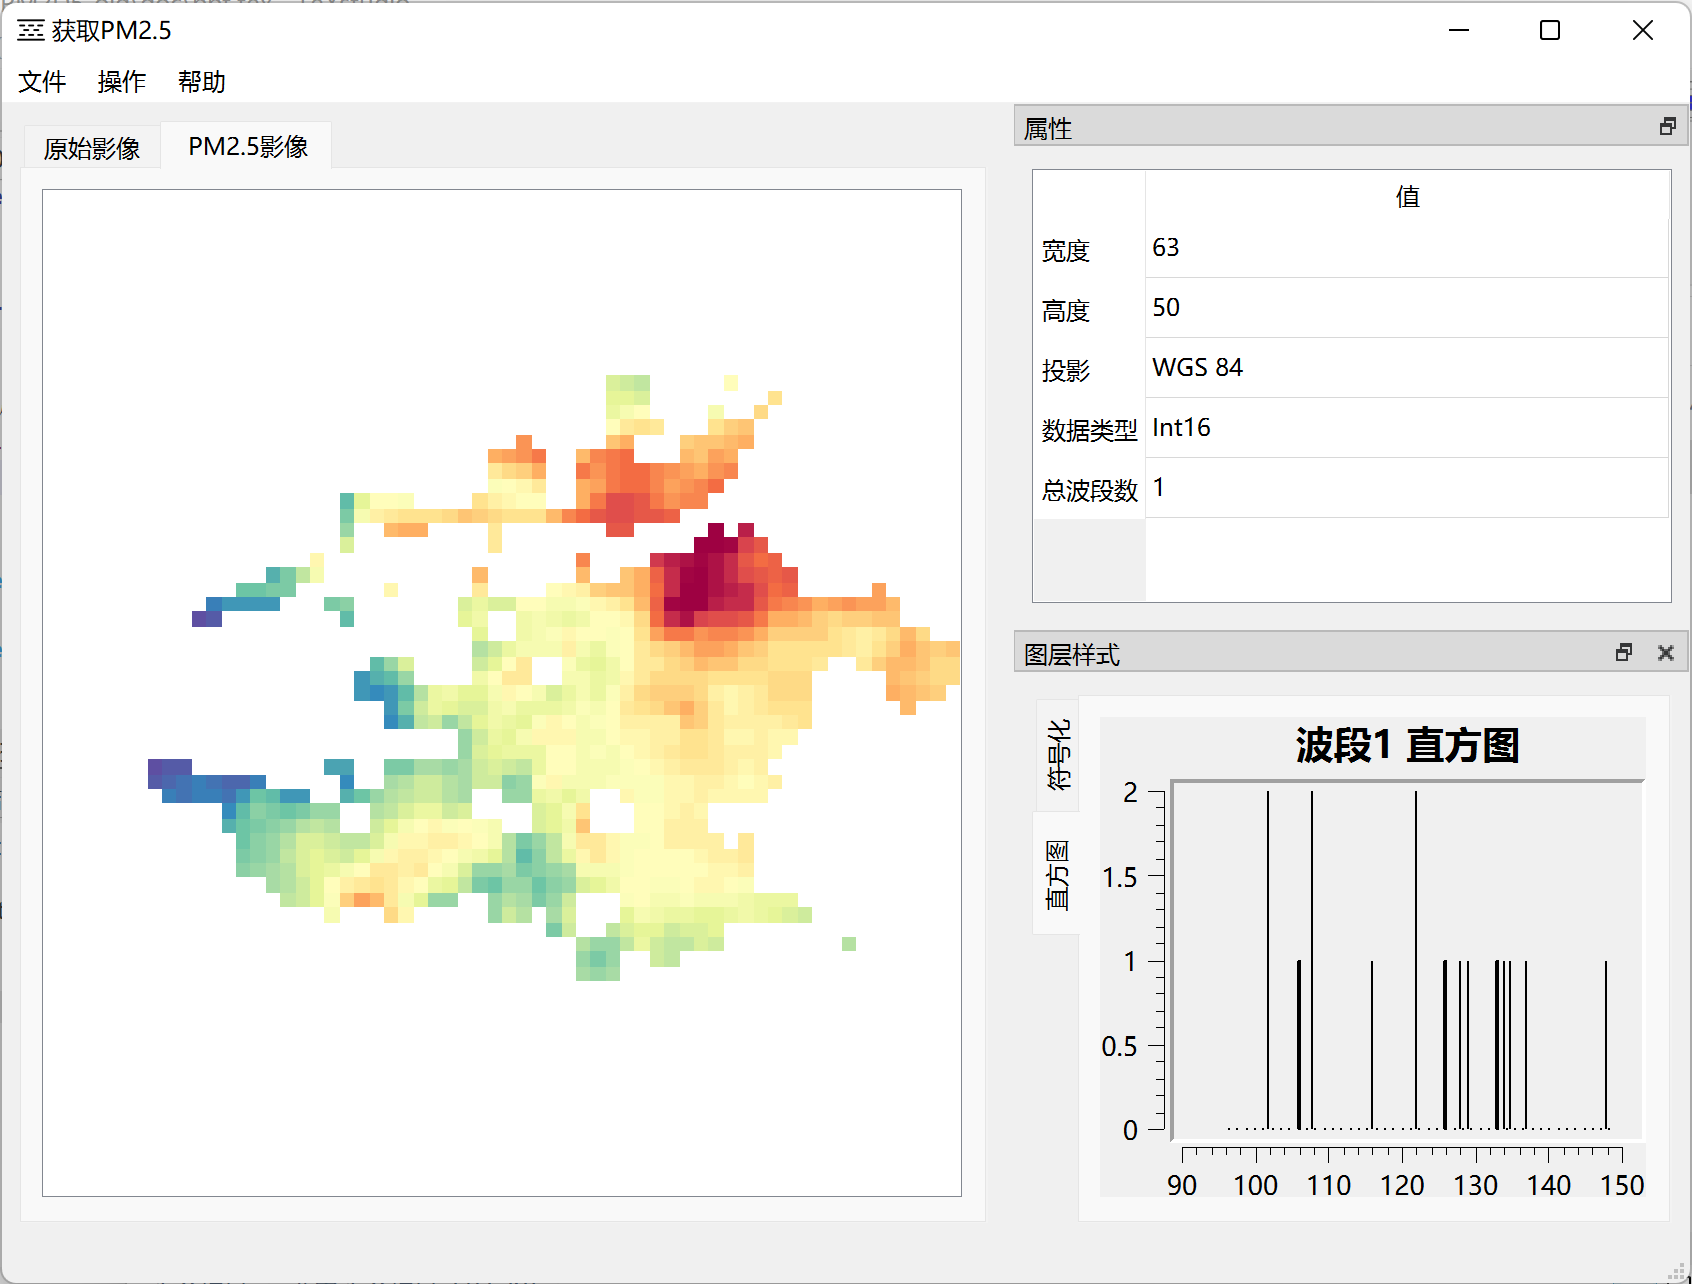 获取PM2.5
文件 操作 帮助
原始影像 PM2.5影像
属性
值
宽度 63
高度 50
投影 WGS 84
数据类型 Int16
总波段数 1
图层样式
符号化
直方图
波段1 直方图
2
1.5
1
0.5
0
90 100 110 120 130 140 150